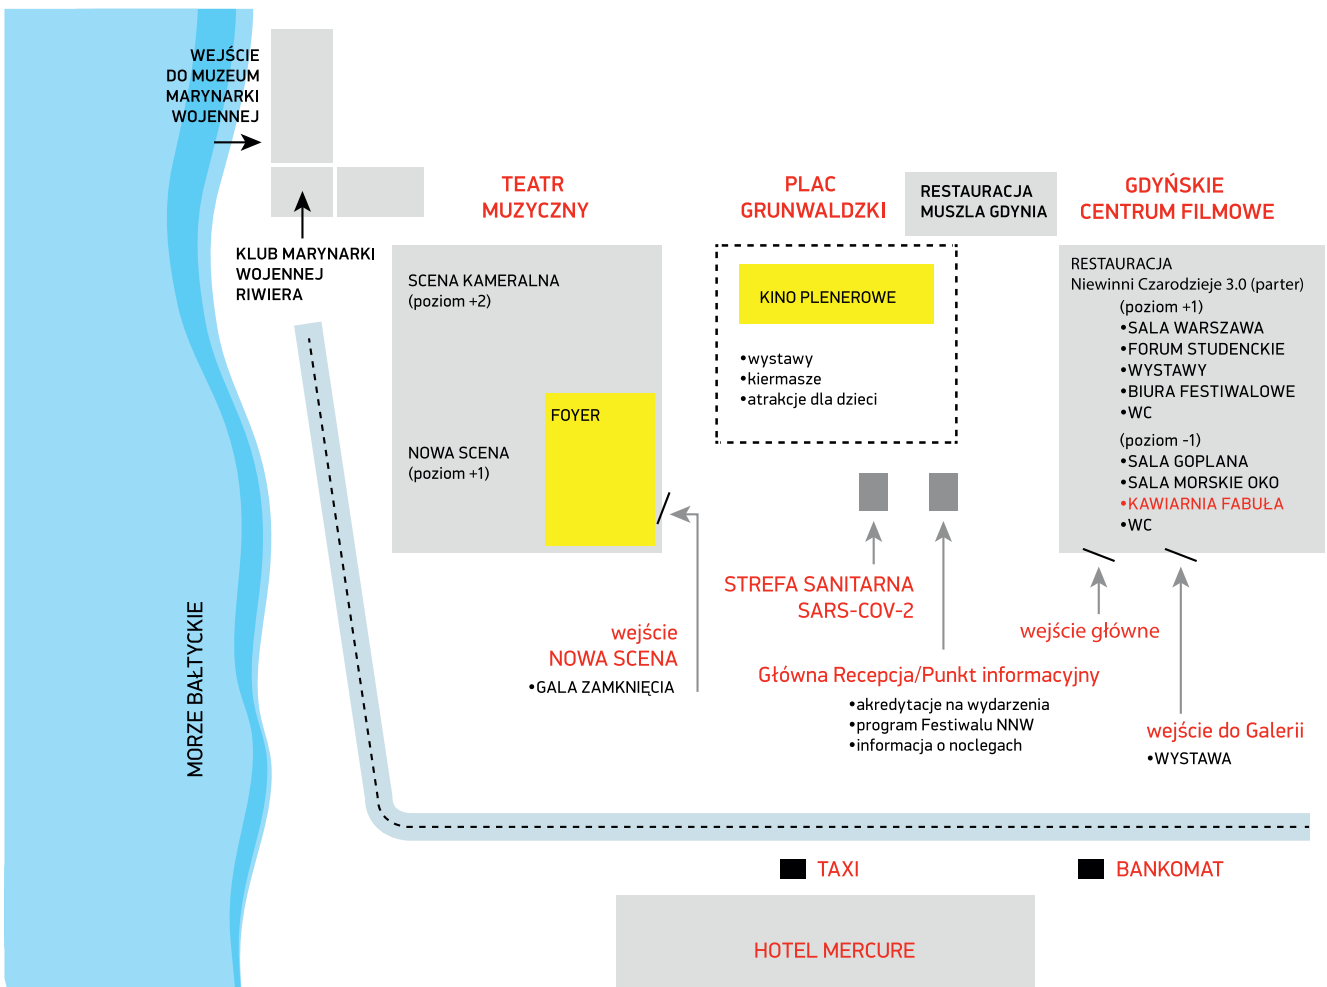 WEJŚCIE
DO MUZEUM
MARYNARKI
WOJENNEJ
KLUB MARYNARKI
WOJENNEJ
RIWIERA
MORZE BAŁTYCKIE
TEATR
MUZYCZNY
SCENA KAMERALNA
(poziom +2)
NOWA SCENA
(poziom +1)
FOYER
wejście
NOWA SCENA
•GALA ZAMKNIĘCIA
PLAC
GRUNWALDZKI
KINO PLENEROWE
•wystawy
•kiermasze
•atrakcje dla dzieci
STREFA SANITARNA
SARS-COV-2
Główna Recepcja/Punkt informacyjny
•akredytacje na wydarzenia
•program Festiwalu NNW
•informacja o noclegach
RESTAURACJA
MUSZLA GDYNIA
GDYŃSKIE
CENTRUM FILMOWE
RESTAURACJA
Niewinni Czarodzieje 3.0 (parter)
(poziom +1)
•SALA WARSZAWA
•FORUM STUDENCKIE
•WYSTAWY
•BIURA FESTIWALOWE
•WC
(poziom -1)
•SALA GOPLANA
•SALA MORSKIE OKO
•KAWIARNIA FABUŁA
•WC
wejście główne
wejście do Galerii
•WYSTAWA
TAXI
BANKOMAT
HOTEL MERCURE